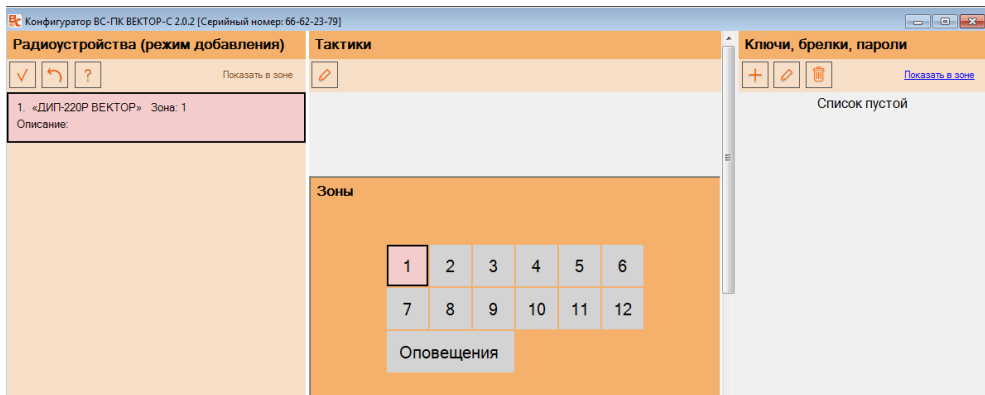 Конфигуратор ВС-ПК ВЕКТОР-С 2.0.2 [Серийный номер: 66-62-23-79]
Радиоустройства (режим добавления)
Показать в зоне
1. «ДИП-220Р ВЕКТОР» Зона: 1
Описание:
Тактики
Зоны
1 2 3 4 5 6
7 8 9 10 11 12
Оповещения
Ключи, брелки, пароли
Показать в зоне
Список пустой